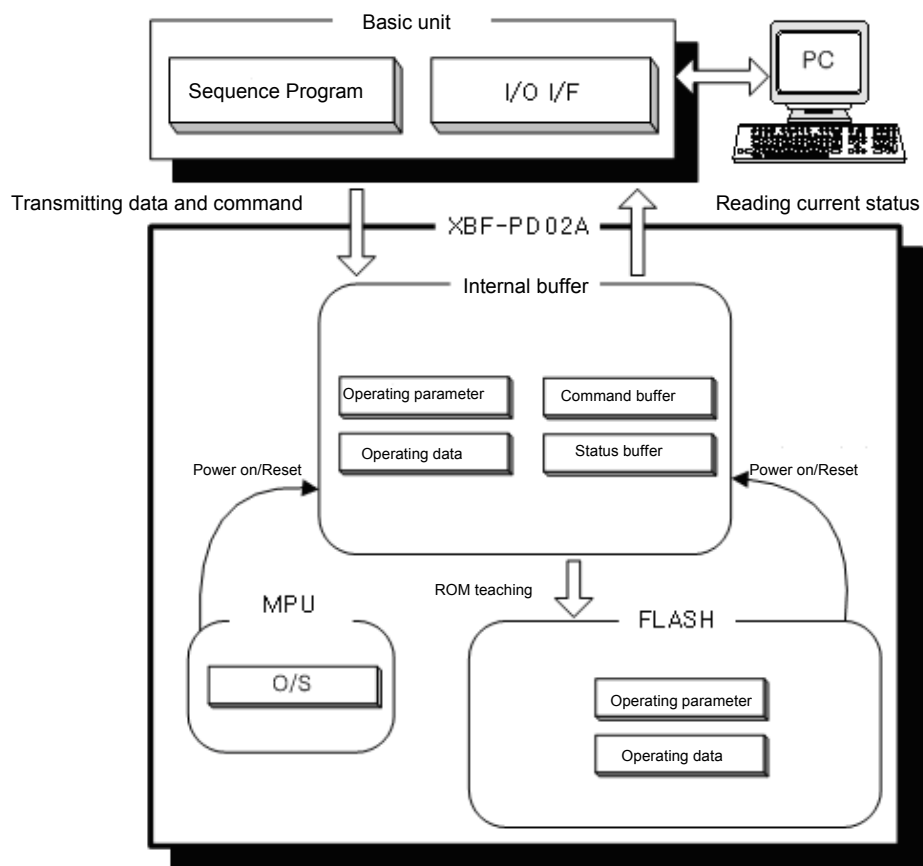 Basic unit
Sequence Program
I/O I/F
PC
Transmitting data and command
Reading current status
XBF-PD02A
Internal buffer
Operating parameter
Command buffer
Operating data
Status buffer
Power on/Reset
Power on/Reset
ROM teaching
MPU
FLASH
O/S
Operating parameter
Operating data